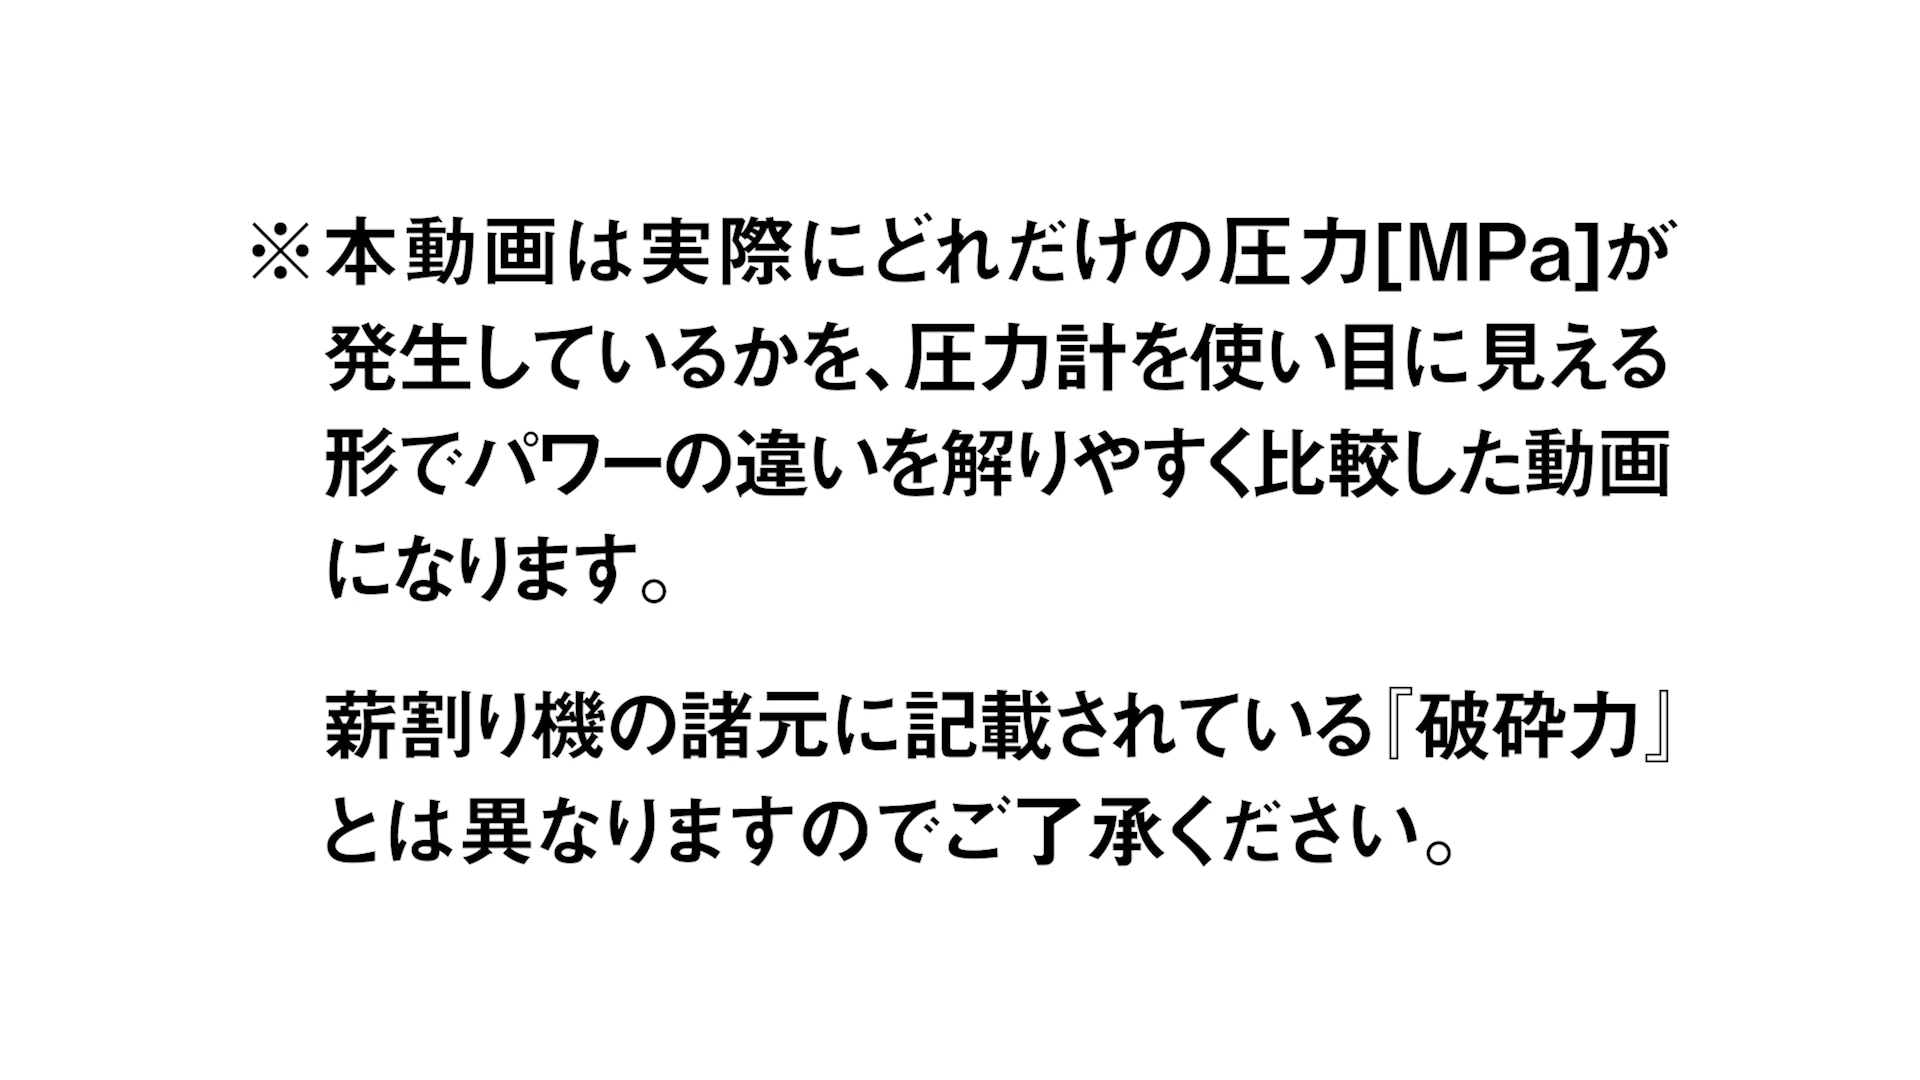 ※本動画は実際にどれだけの圧力[MPa]が
発生しているかを、圧力計を使い目に見える
形でパワーの違いを解りやすく比較した動画
になります。
薪割り機の諸元に記載されている『破砕力』
とは異なりますのでご了承ください。